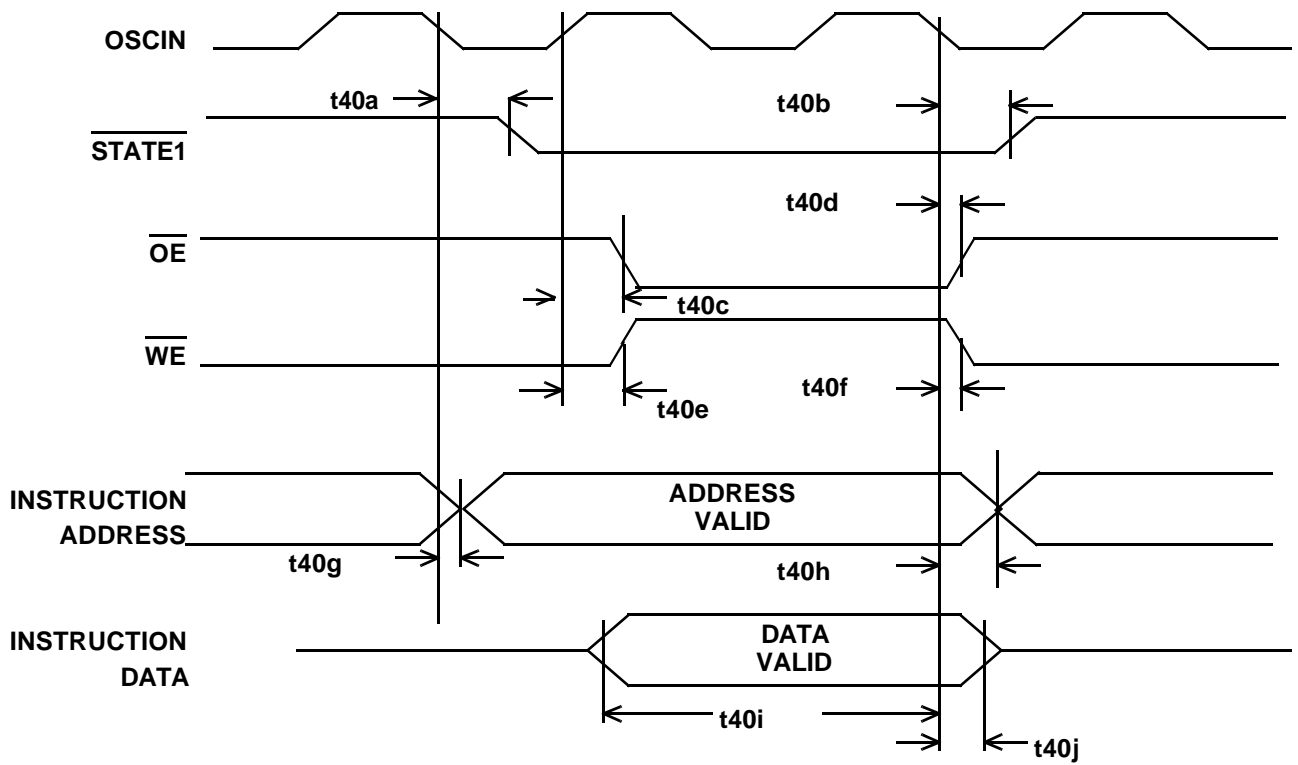 OSCIN
t40a
t40b
STATE1
t40d
OE
t40c
WE
t40f
t40e
INSTRUCTION
ADDRESS
ADDRESS
VALID
t40g
t40h
INSTRUCTION
DATA
DATA
VALID
t40i
t40j